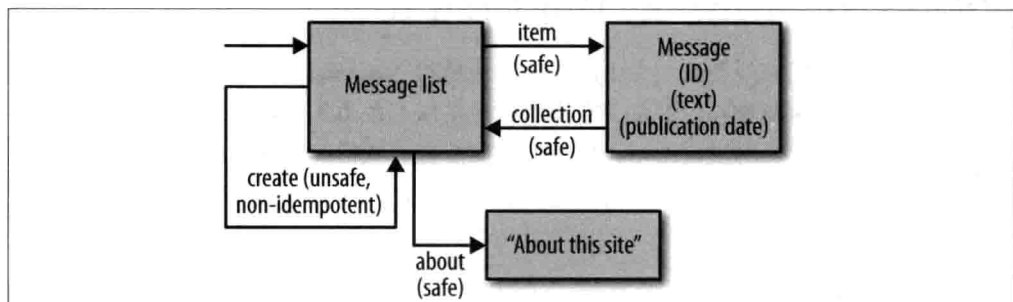 item
(safe)
Message list
Message
(ID)
(text)
(publication date)
collection
(safe)
create (unsafe,
non-idempotent)
about
(safe)
“About this site”